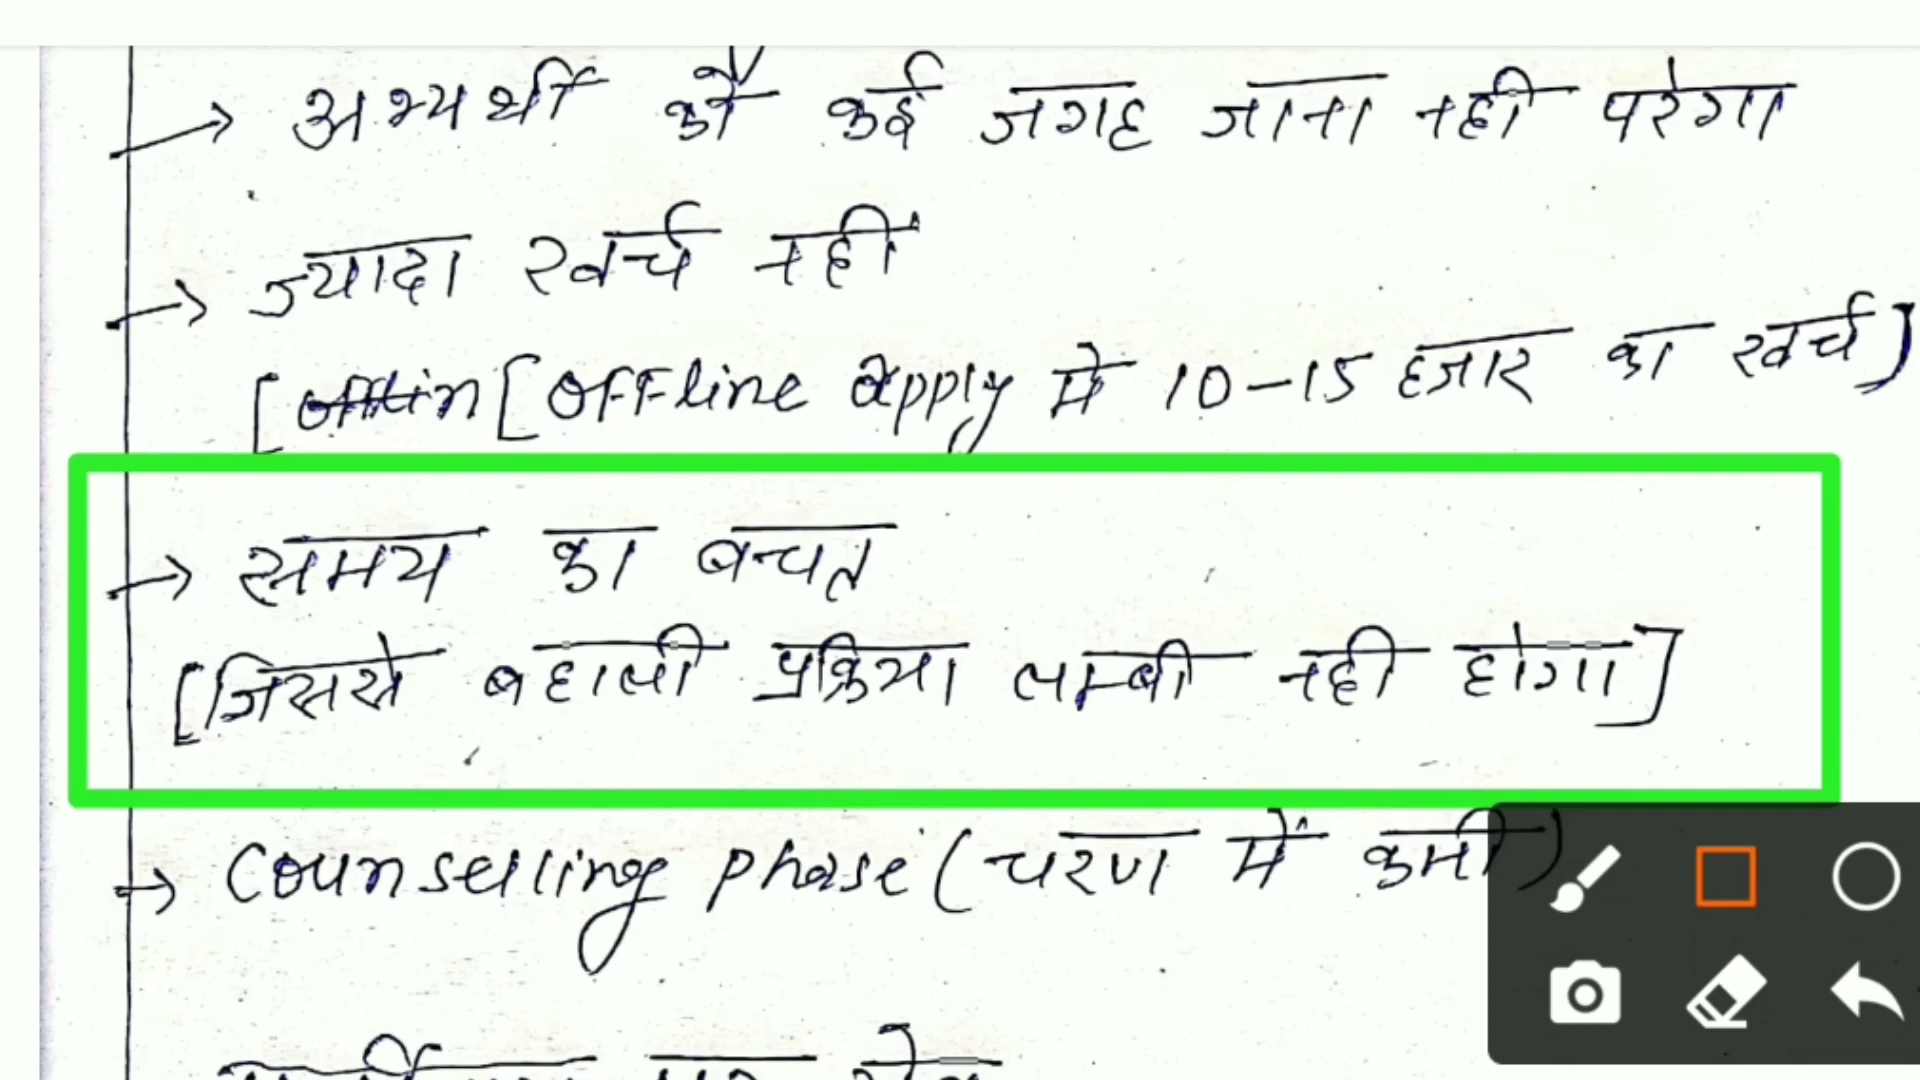 → अभ्यर्थी को कई जगह जाना नही परेगा
→ ज्यादा खर्च नहीं
[Offline apply मे 10-15 हजार का खर्च]
→ समय का बचत
[जिससे बहाली प्रक्रिया लम्बी नही होगा]
→ Counselling phase (चरण में कमी)